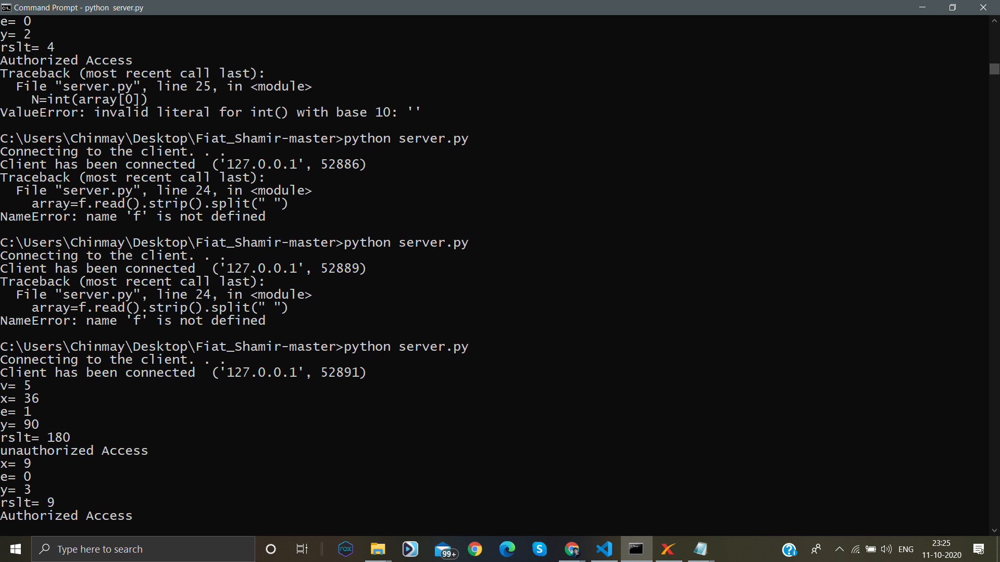 Command Prompt - python  server.py
e= 0
y= 2
rslt= 4
Authorized Access
Traceback (most recent call last):
  File "server.py", line 25, in <module>
    N=int(array[0])
ValueError: invalid literal for int() with base 10: ''

C:\Users\Chinmay\Desktop\Fiat_Shamir-master>python server.py
Connecting to the client. . .
Client has been connected  ('127.0.0.1', 52886)
Traceback (most recent call last):
  File "server.py", line 24, in <module>
    array=f.read().strip().split(" ")
NameError: name 'f' is not defined

C:\Users\Chinmay\Desktop\Fiat_Shamir-master>python server.py
Connecting to the client. . .
Client has been connected  ('127.0.0.1', 52889)
Traceback (most recent call last):
  File "server.py", line 24, in <module>
    array=f.read().strip().split(" ")
NameError: name 'f' is not defined

C:\Users\Chinmay\Desktop\Fiat_Shamir-master>python server.py
Connecting to the client. . .
Client has been connected  ('127.0.0.1', 52891)
v= 5
x= 36
e= 1
y= 90
rslt= 180
unauthorized Access
x= 9
e= 0
y= 3
rslt= 9
Authorized Access
Type here to search
nox
99+
ENG
23:25
11-10-2020